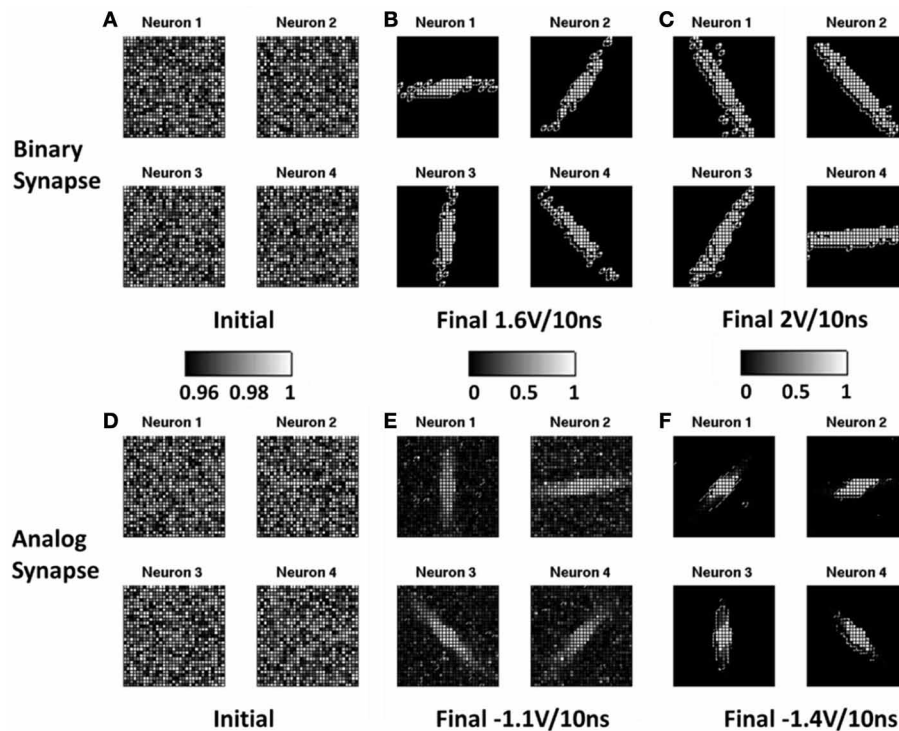 A Neuron 1 Neuron 2 B Neuron 1 Neuron 2 C Neuron 1 Neuron 2
Binary
Synapse
Neuron 3 Neuron 4 Neuron 3 Neuron 4 Neuron 3 Neuron 4
Initial Final 1.6V/10ns Final 2V/10ns
0.96 0.98 1 0 0.5 1 0 0.5 1
D Neuron 1 Neuron 2 E Neuron 1 Neuron 2 F Neuron 1 Neuron 2
Analog
Synapse
Neuron 3 Neuron 4 Neuron 3 Neuron 4 Neuron 3 Neuron 4
Initial Final -1.1V/10ns Final -1.4V/10ns